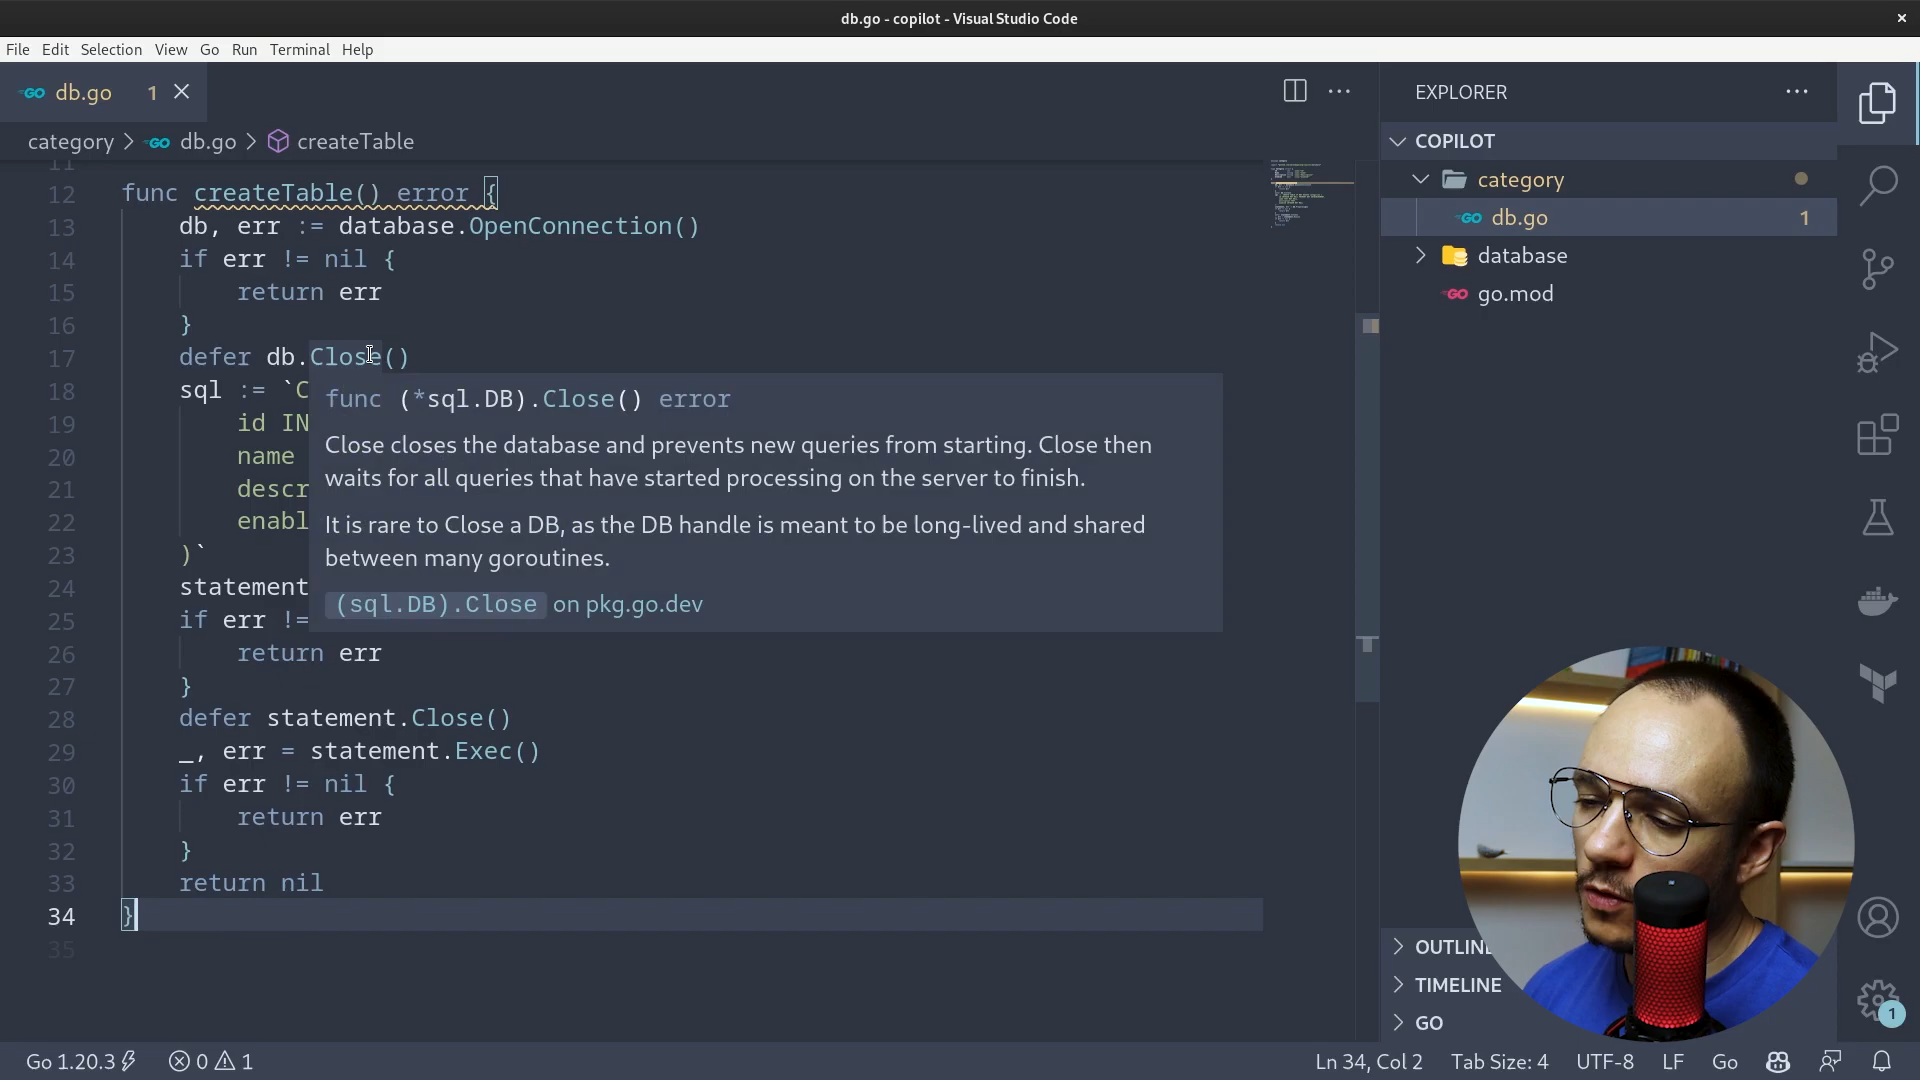 db.go - copilot - Visual Studio Code
File Edit Selection View Go Run Terminal Help
GO db.go 1
category > GO db.go > createTable
11
12 func createTable() error {
13 db, err := database.OpenConnection()
14 if err != nil {
15 return err
16 }
17 defer db.Close()
18 sql := `C
19 id IN
20 name
21 descr
22 enabl
23 )`
24 statement
25 if err !=
26 return err
27 }
28 defer statement.Close()
29 _, err = statement.Exec()
30 if err != nil {
31 return err
32 }
33 return nil
34 }
35
func (*sql.DB).Close() error
Close closes the database and prevents new queries from starting. Close then
waits for all queries that have started processing on the server to finish.
It is rare to Close a DB, as the DB handle is meant to be long-lived and shared
between many goroutines.
(sql.DB).Close on pkg.go.dev
EXPLORER
COPILOT
category
GO db.go 1
database
GO go.mod
OUTLINE
TIMELINE
GO
1
Go 1.20.3 0 1 Ln 34, Col 2 Tab Size: 4 UTF-8 LF Go